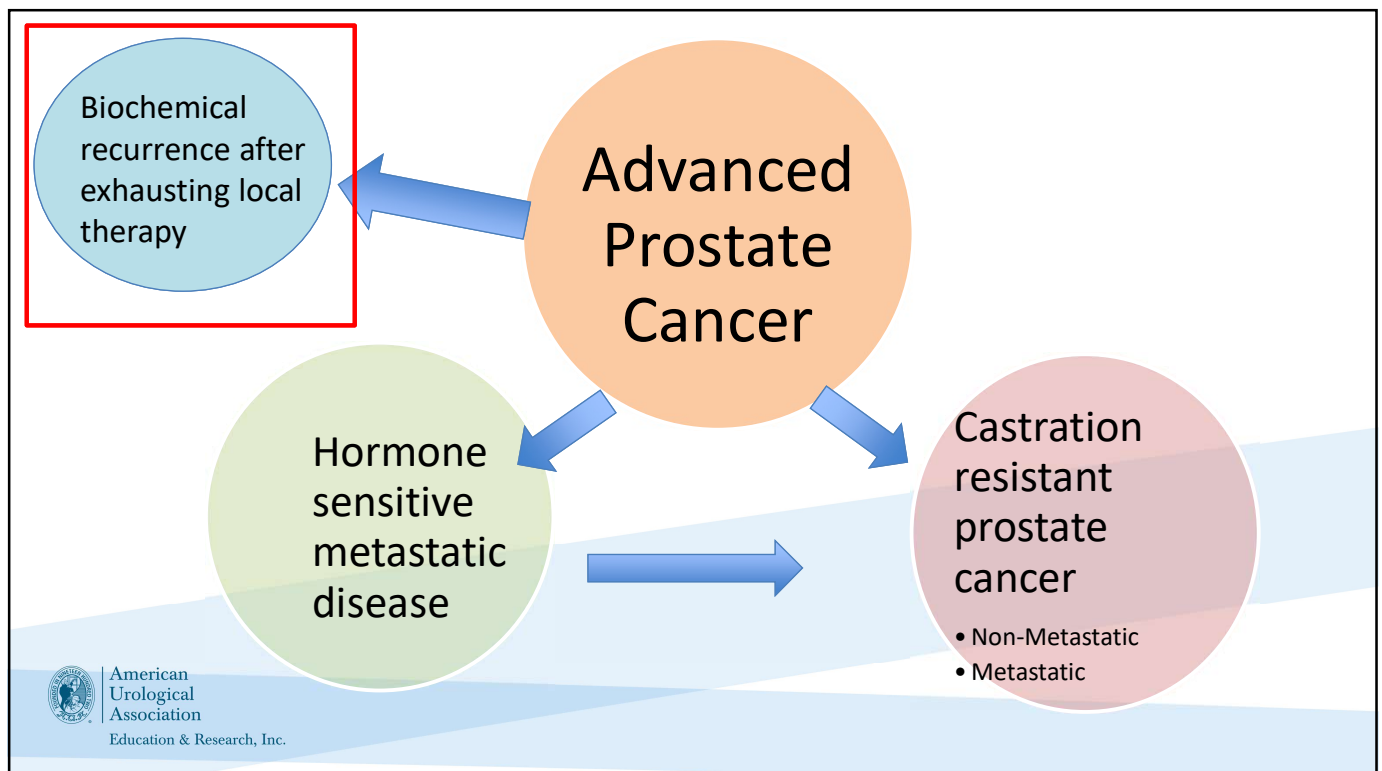 Biochemical
recurrence after
exhausting local
therapy
Advanced
Prostate
Cancer
Hormone
sensitive
metastatic
disease
Castration
resistant
prostate
cancer
• Non-Metastatic
• Metastatic
American
Urological
Association
Education & Research, Inc.